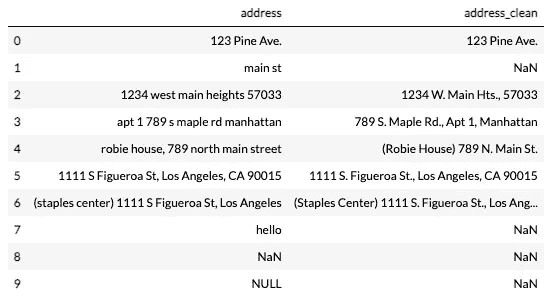 address address_clean
0 123 Pine Ave. 123 Pine Ave.
1 main st NaN
2 1234 west main heights 57033 1234 W. Main Hts., 57033
3 apt 1 789 s maple rd manhattan 789 S. Maple Rd., Apt 1, Manhattan
4 robie house, 789 north main street (Robie House) 789 N. Main St.
5 1111 S Figueroa St, Los Angeles, CA 90015 1111 S. Figueroa St., Los Angeles, CA 90015
6 (staples center) 1111 S Figueroa St, Los Angeles (Staples Center) 1111 S. Figueroa St., Los Ang...
7 hello NaN
8 NaN NaN
9 NULL NaN